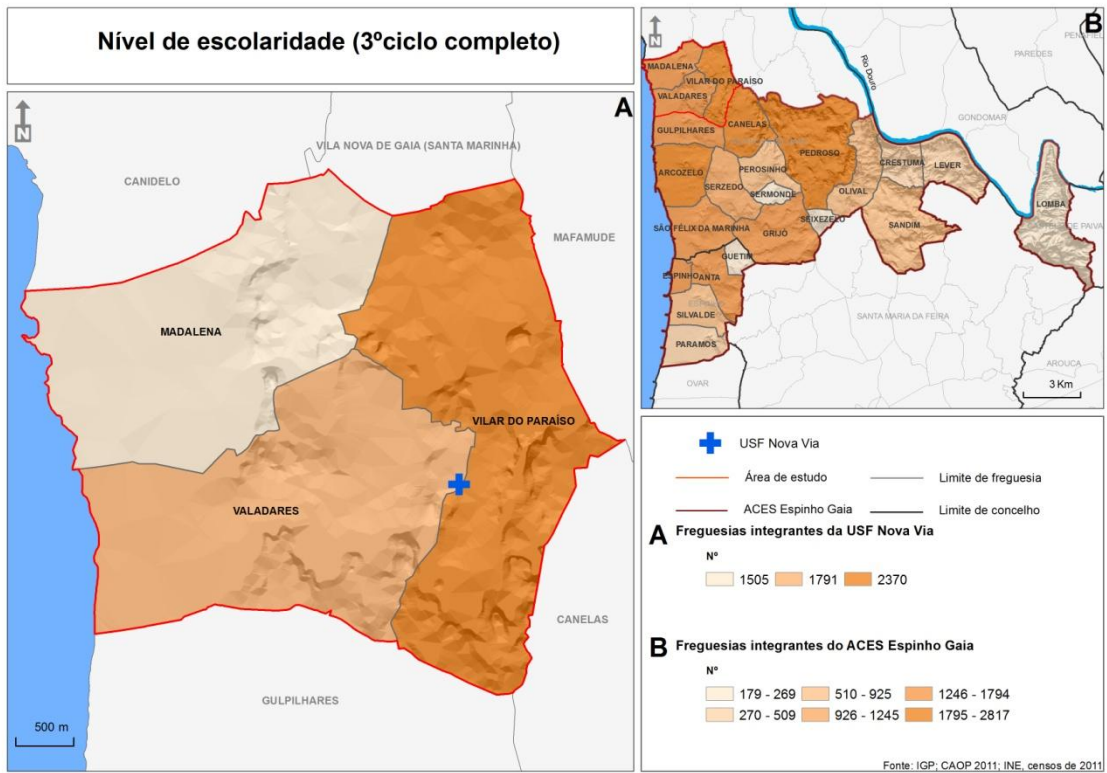 Nível de escolaridade (3ºciclo completo)
A
N
VILA NOVA DE GAIA (SANTA MARINHA)
CANIDELO
MAFAMUDE
MADALENA
VILAR DO PARAÍSO
VALADARES
CANELAS
GULPILHARES
500 m
B
N
PENAFIEL
PAREDES
Rio Douro
MADALENA
VILAR DO PARAÍSO
VALADARES
GONDOMAR
GULPILHARES
CANELAS
PEDROSO
CRESTUMA
LEVER
PEROSINHO
ARCOZELO
SERZEDO
SERMONDE
OLIVAL
LOMBA
SEIXEZELO
SÃO FÉLIX DA MARINHA
GRIJÓ
SANDIM
GUETIM
ESPINHO
ANTA
SILVALDE
SANTA MARIA DA FEIRA
PARAMOS
AROUCA
OVAR
3 Km
USF Nova Via
Área de estudo
Limite de freguesia
ACES Espinho Gaia
Limite de concelho
A Freguesias integrantes da USF Nova Via
Nº
1505 1791 2370
B Freguesias integrantes do ACES Espinho Gaia
Nº
179 - 269 510 - 925 1246 - 1794
270 - 509 926 - 1245 1795 - 2817
Fonte: IGP; CAOP 2011; INE, censos de 2011